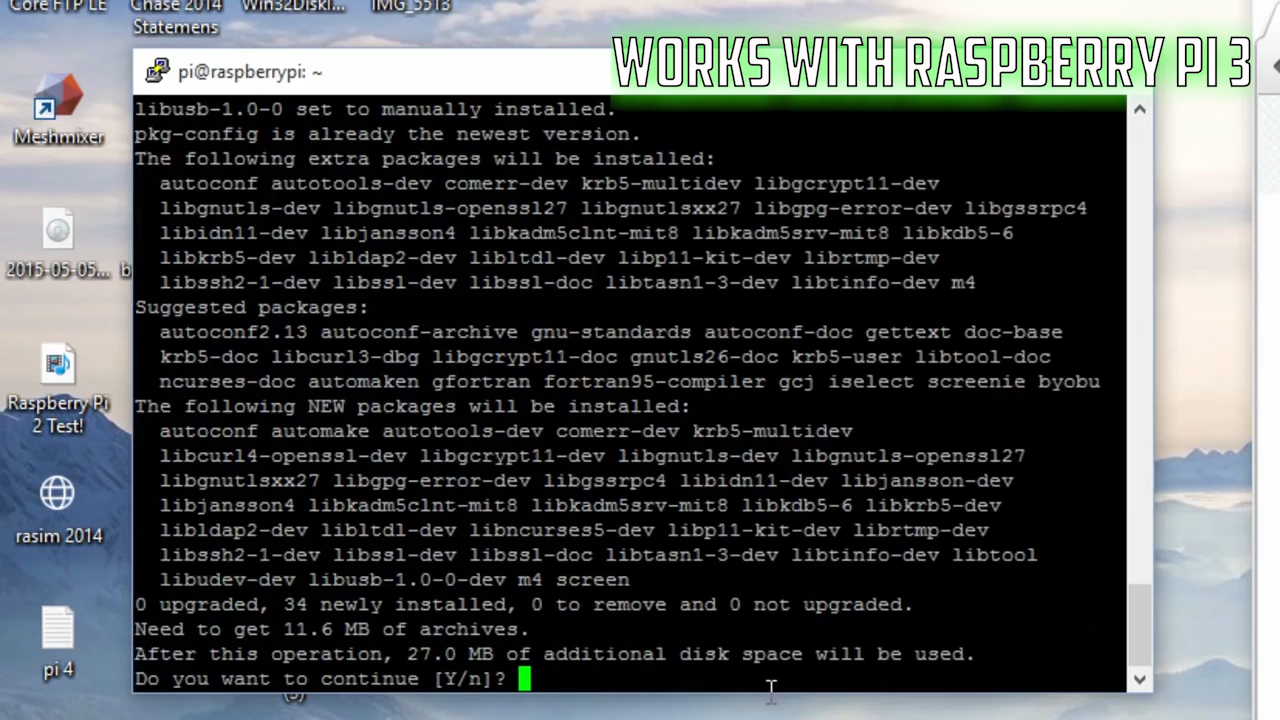 Core FTP LE
Chase 2014
Statemens
Win32DiskI...
IMG_5513
WORKS WITH RASPBERRY PI 3
pi@raspberrypi: ~
Meshmixer
2015-05-05...
b
Raspberry Pi
2 Test!
rasim 2014
pi 4
libusb-1.0-0 set to manually installed.
pkg-config is already the newest version.
The following extra packages will be installed:
autoconf autotools-dev comerr-dev krb5-multidev libgcrypt11-dev
libgnutls-dev libgnutls-openssl27 libgnutlsxx27 libgpg-error-dev libgssrpc4
libidn11-dev libjansson4 libkadm5clnt-mit8 libkadm5srv-mit8 libkdb5-6
libkrb5-dev libldap2-dev libltdl-dev libp11-kit-dev librtmp-dev
libssh2-1-dev libssl-dev libssl-doc libtasn1-3-dev libtinfo-dev m4
Suggested packages:
autoconf2.13 autoconf-archive gnu-standards autoconf-doc gettext doc-base
krb5-doc libcurl3-dbg libgcrypt11-doc gnutls26-doc krb5-user libtool-doc
ncurses-doc automaken gfortran fortran95-compiler gcj iselect screenie byobu
The following NEW packages will be installed:
autoconf automake autotools-dev comerr-dev krb5-multidev
libcurl4-openssl-dev libgcrypt11-dev libgnutls-dev libgnutls-openssl27
libgnutlsxx27 libgpg-error-dev libgssrpc4 libidn11-dev libjansson-dev
libjansson4 libkadm5clnt-mit8 libkadm5srv-mit8 libkdb5-6 libkrb5-dev
libldap2-dev libltdl-dev libncurses5-dev libp11-kit-dev librtmp-dev
libssh2-1-dev libssl-dev libssl-doc libtasn1-3-dev libtinfo-dev libtool
libudev-dev libusb-1.0-0-dev m4 screen
0 upgraded, 34 newly installed, 0 to remove and 0 not upgraded.
Need to get 11.6 MB of archives.
After this operation, 27.0 MB of additional disk space will be used.
Do you want to continue [Y/n]?